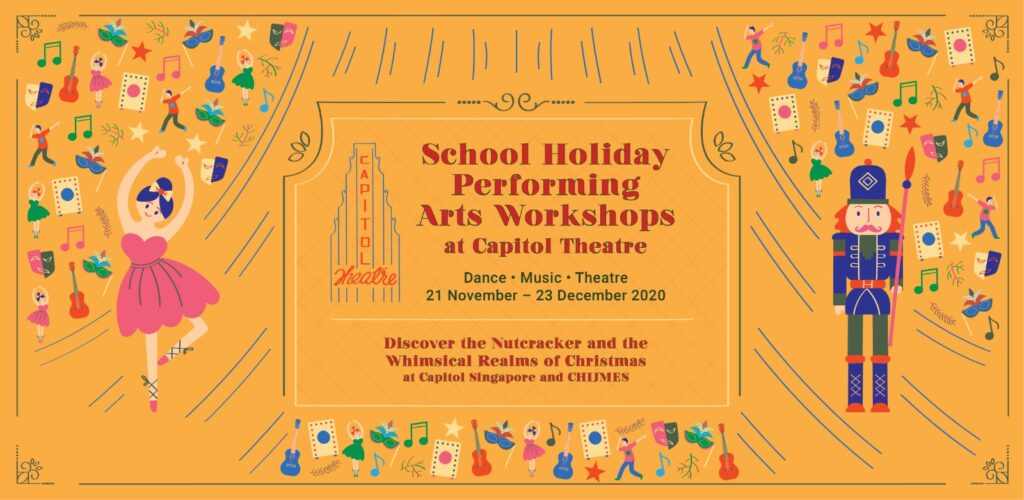 CAPITOL
Theatre
School Holiday
Performing
Arts Workshops
at Capitol Theatre
Dance • Music • Theatre
21 November – 23 December 2020
Discover the Nutcracker and the
Whimsical Realms of Christmas
at Capitol Singapore and CHIJMES